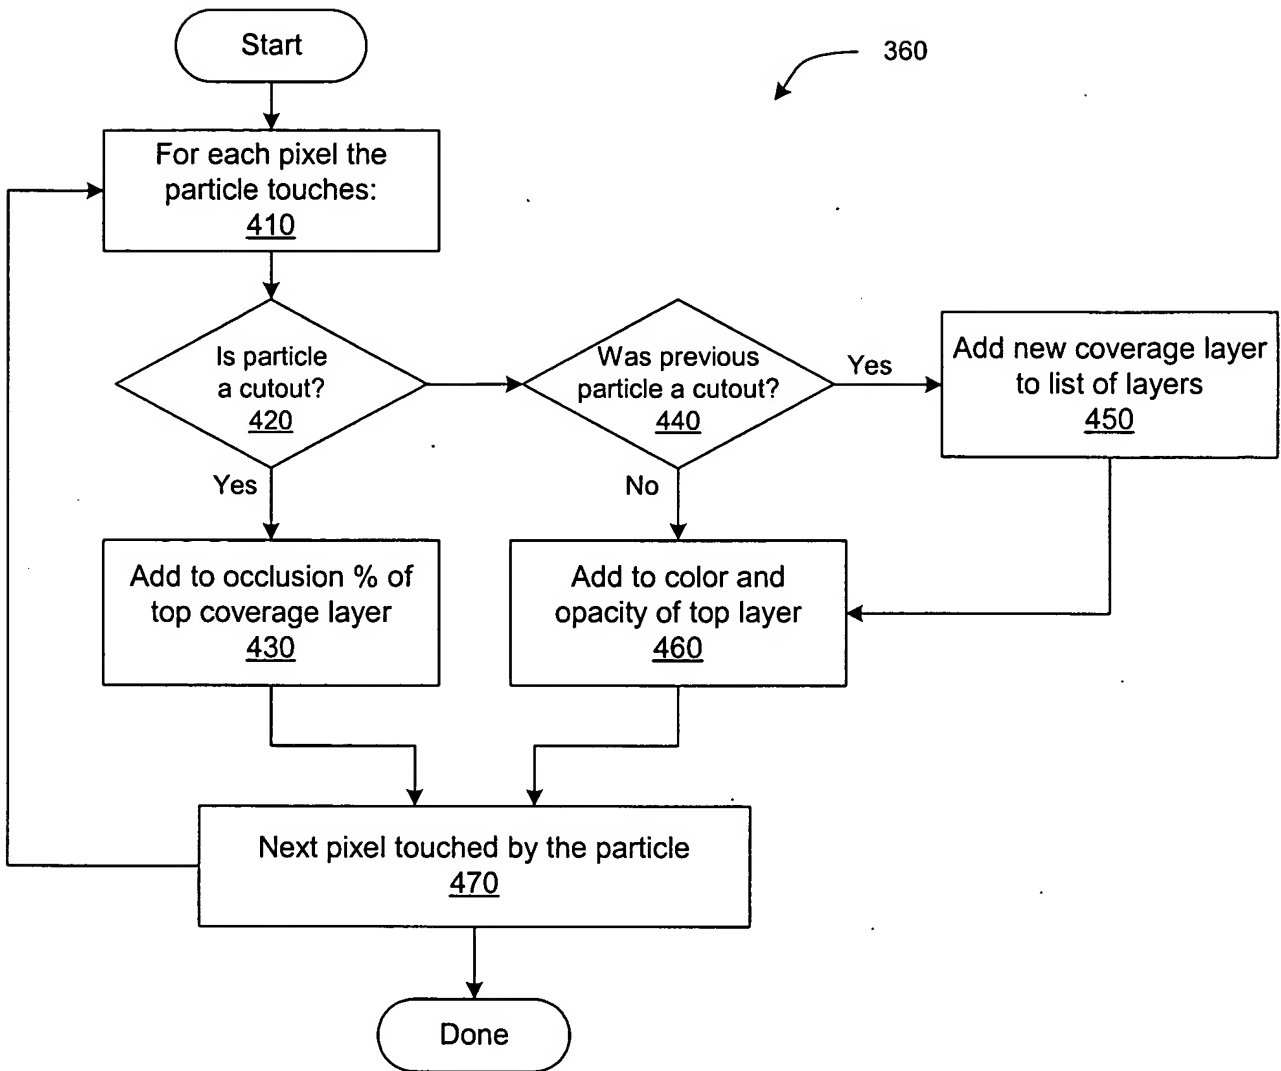 Start
360
For each pixel the
particle touches:
410
Is particle
a cutout?
420
Was previous
particle a cutout?
440
Yes
Add new coverage layer
to list of layers
450
Yes
No
Add to occlusion % of
top coverage layer
430
Add to color and
opacity of top layer
460
Next pixel touched by the particle
470
Done